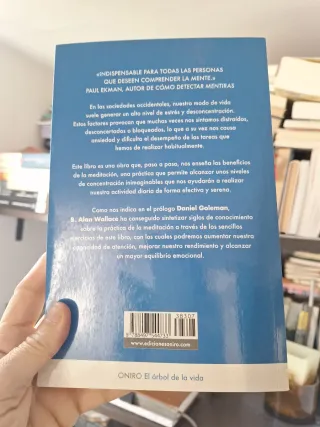 «INDISPENSABLE PARA TODAS LAS PERSONAS
QUE DESEEN COMPRENDER LA MENTE.»
PAUL EKMAN, AUTOR DE CÓMO DETECTAR MENTIRAS
En las sociedades occidentales, nuestro modo de vida
suele generar un alto nivel de estrés y desconcentración.
Estos factores provocan que muchas veces nos sintamos distraídos,
desconcertados o bloqueados, lo que a su vez nos causa
ansiedad y dificulta el desempeño de las tareas que
hemos de realizar habitualmente.
Este libro es una obra que, paso a paso, nos enseña los beneficios
de la meditación, una práctica que permite alcanzar unos niveles
de concentración inimaginables que nos ayudarán a realizar
nuestra actividad diaria de forma efectiva y serena.
Como nos indica en el prólogo Daniel Goleman,
B. Alan Wallace ha conseguido sintetizar siglos de conocimiento
sobre la práctica de la meditación a través de los sencillos
ejercicios de este libro, con los cuales podremos aumentar nuestra
capacidad de atención, mejorar nuestro rendimiento y alcanzar
un mayor equilibrio emocional.
38107
www.edicionesoniro.com
ONIRO El árbol de la vida